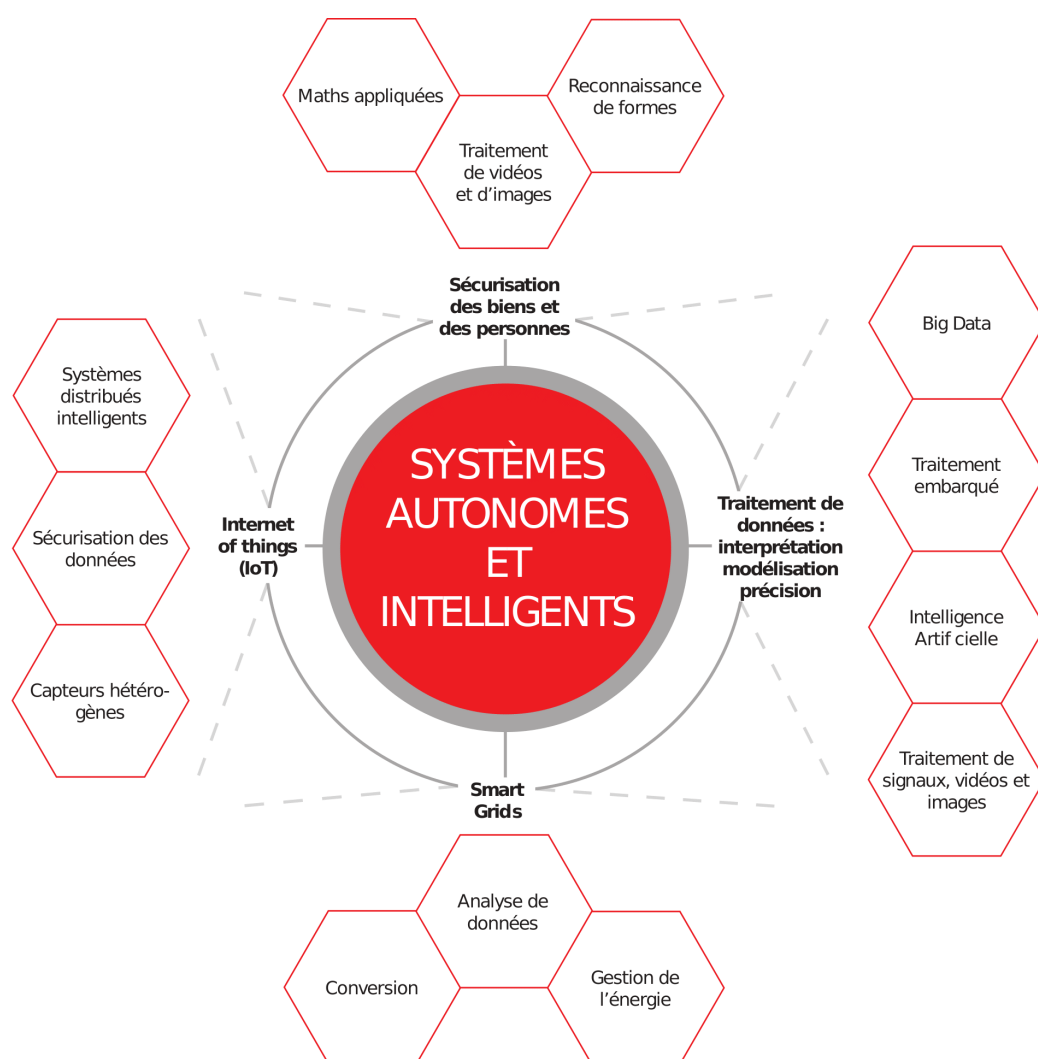 Maths appliquées
Reconnaissance
de formes
Traitement
de vidéos
et d'images
Sécurisation
des biens et
des personnes
Big Data
Systèmes
distribués
intelligents
Traitement
embarqué
SYSTÈMES
AUTONOMES
ET
INTELLIGENTS
Internet
of things
(IoT)
Traitement de
données :
interprétation
modélisation
précision
Sécurisation des
données
Intelligence
Artif cielle
Capteurs hétéro-
gènes
Traitement de
signaux, vidéos et
images
Smart
Grids
Analyse de
données
Conversion
Gestion de
l'énergie